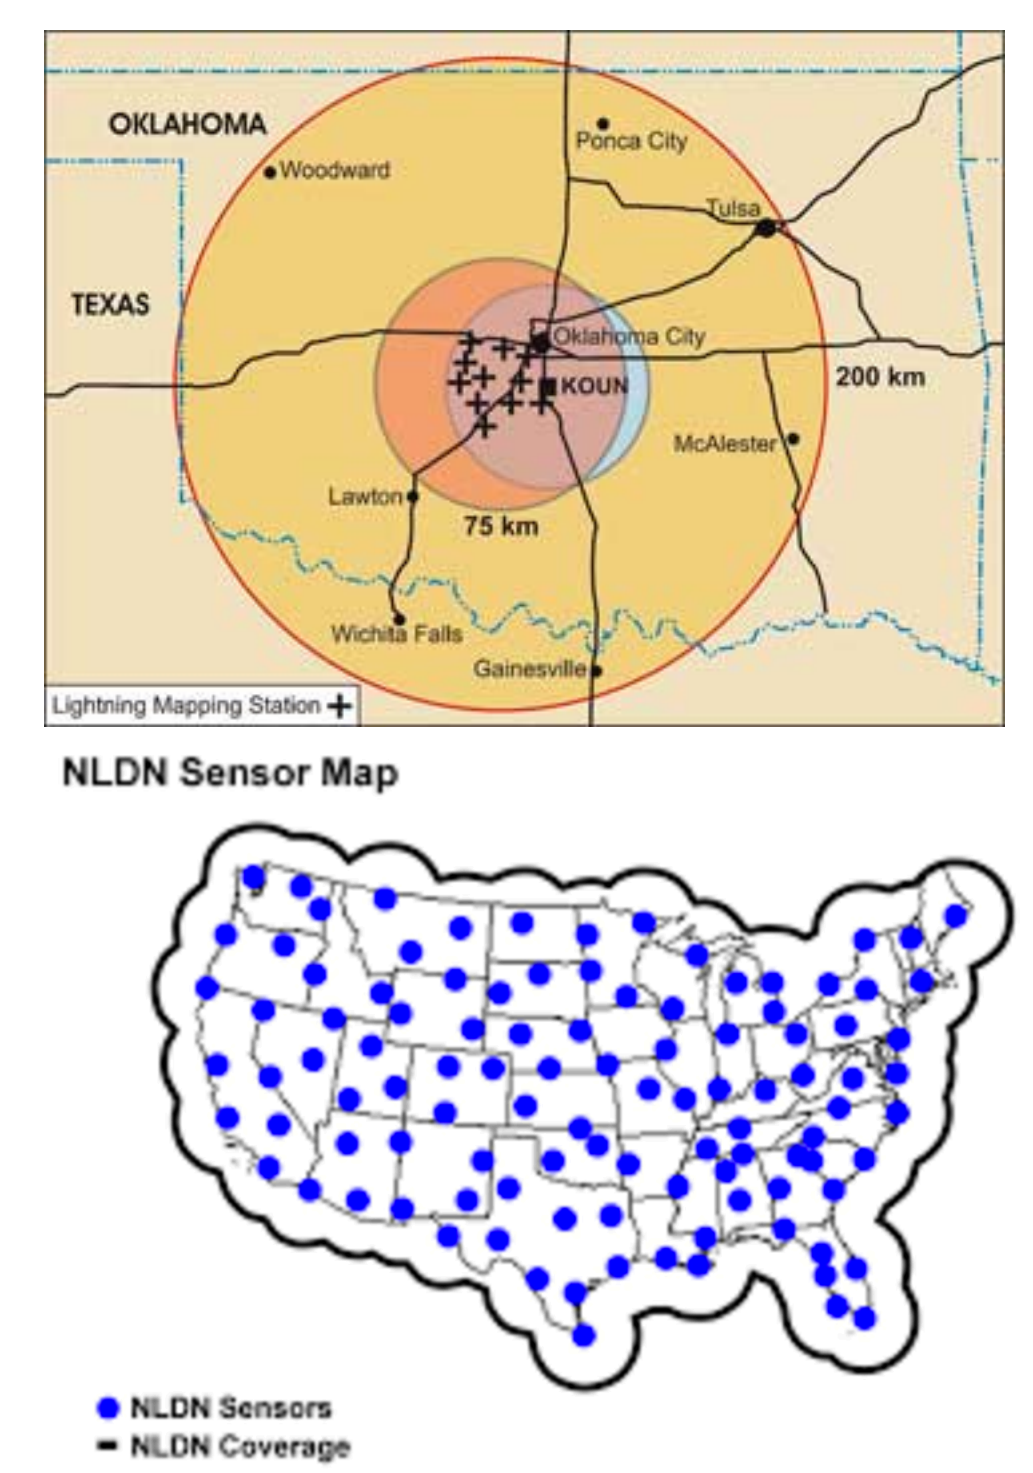 OKLAHOMA
Ponca City
Woodward
Tulsa
TEXAS
Oklahoma City
200 km
KOUN
McAlester
Lawton
75 km
Wichita Falls
Gainesville
Lightning Mapping Station
NLDN Sensor Map
NLDN Sensors
NLDN Coverage